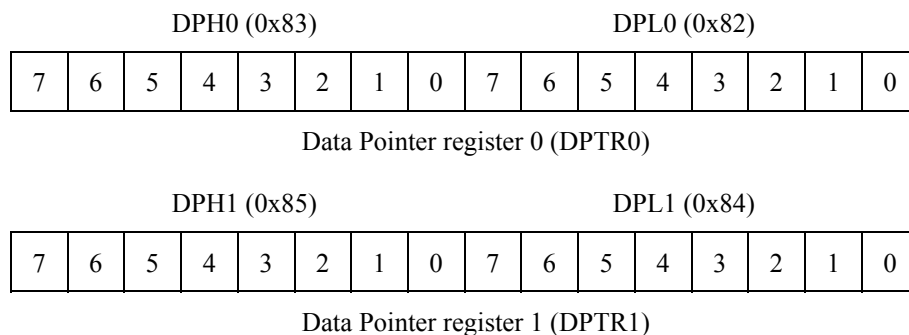 DPH0 (0x83) DPL0 (0x82)
7 6 5 4 3 2 1 0 7 6 5 4 3 2 1 0
Data Pointer register 0 (DPTR0)
DPH1 (0x85) DPL1 (0x84)
7 6 5 4 3 2 1 0 7 6 5 4 3 2 1 0
Data Pointer register 1 (DPTR1)